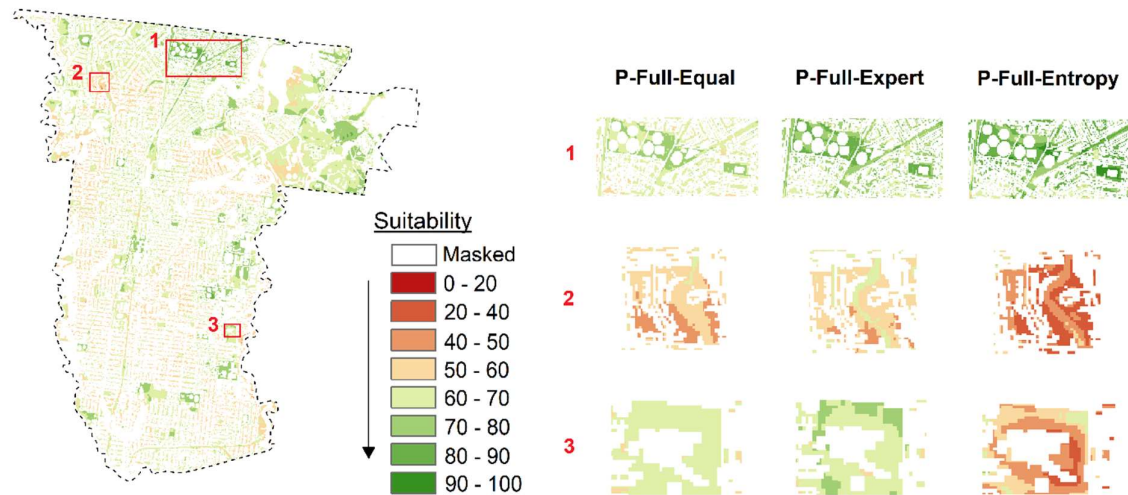 1
2
3
Suitability
Masked
0 - 20
20 - 40
40 - 50
50 - 60
60 - 70
70 - 80
80 - 90
90 - 100
P-Full-Equal P-Full-Expert P-Full-Entropy
1
2
3